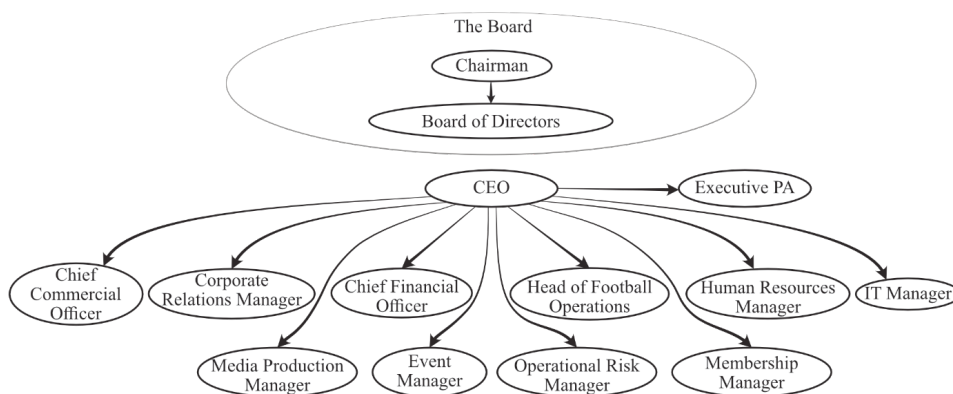 The Board
Chairman
Board of Directors
CEO
Executive PA
Chief
Commercial
Officer
Corporate
Relations Manager
Chief Financial
Officer
Head of Football
Operations
Human Resources
Manager
IT Manager
Media Production
Manager
Event
Manager
Operational Risk
Manager
Membership
Manager